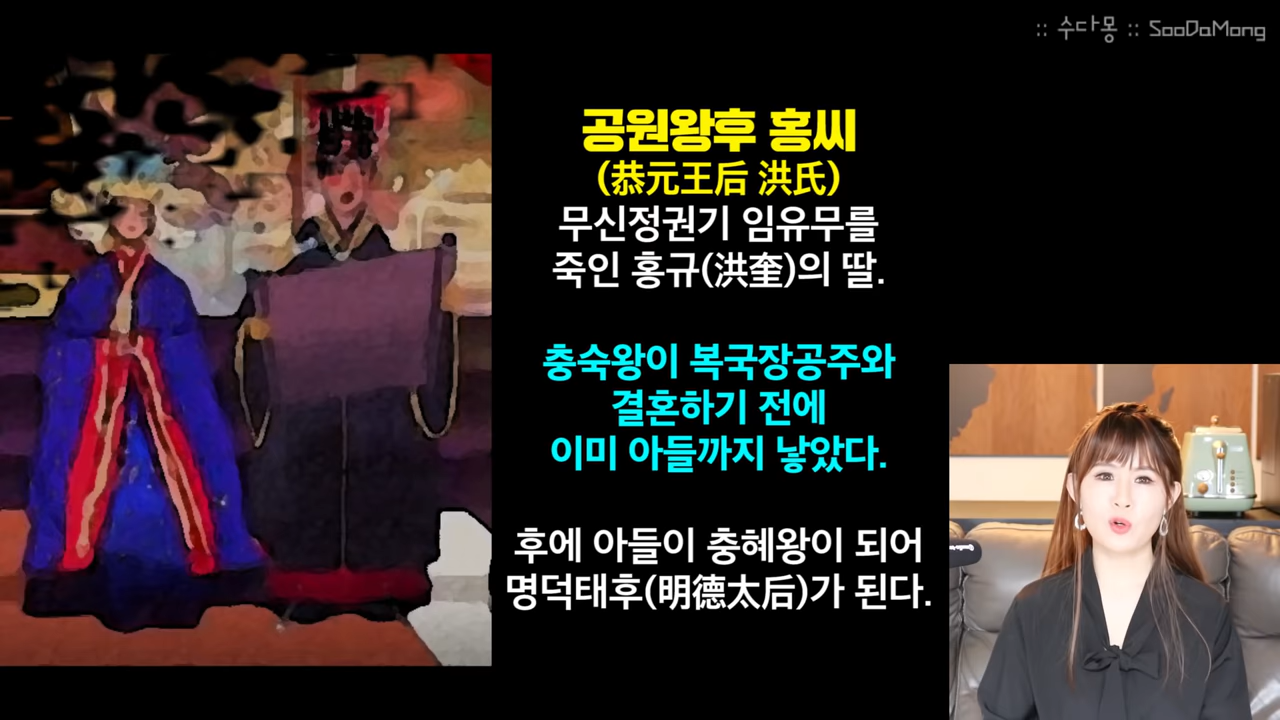 :: 수다몽 :: SooDaMong
공원왕후 홍씨
(恭元王后 洪氏)
무신정권기 임유무를
죽인 홍규(洪奎)의 딸.
충숙왕이 복국장공주와
결혼하기 전에
이미 아들까지 낳았다.
후에 아들이 충혜왕이 되어
명덕태후(明德太后)가 된다.